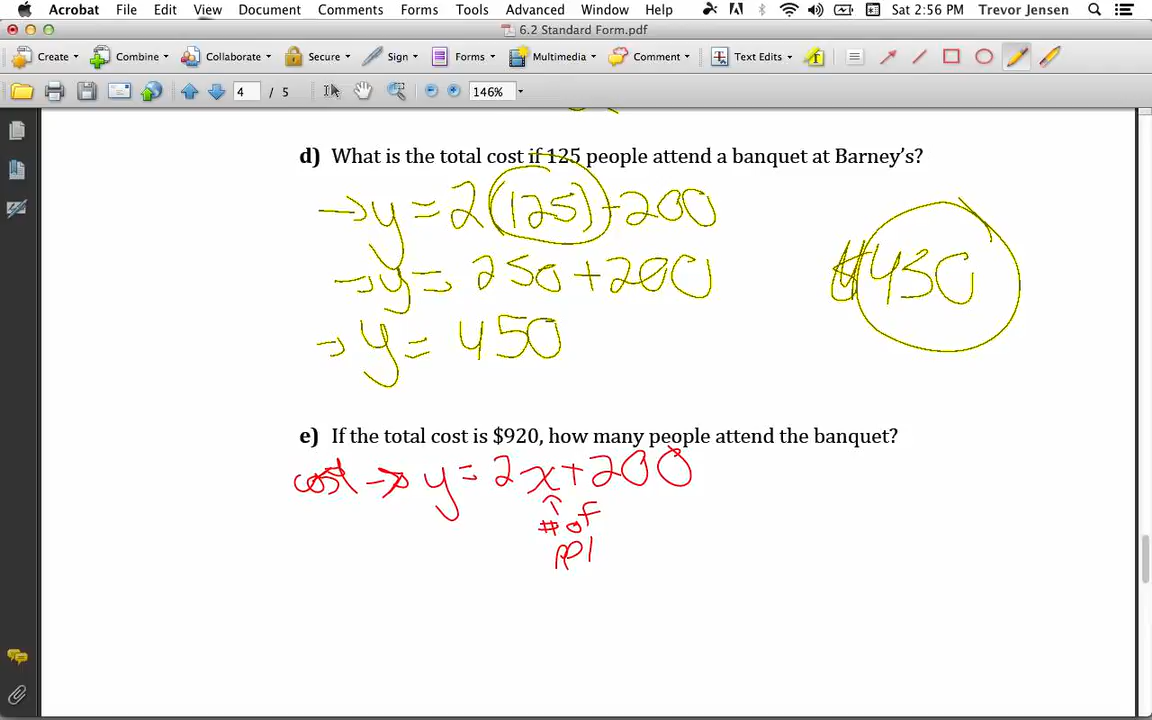 Acrobat File Edit View Document Comments Forms Tools Advanced Window Help Sat 2:56 PM Trevor Jensen
6.2 Standard Form.pdf
Create Combine Collaborate Secure Sign Forms Multimedia Comment Text Edits
4 / 5 146%
d) What is the total cost if 125 people attend a banquet at Barney's?
→y = 2(125)+200
→y = 250+200
→y = 450
$450
e) If the total cost is $920, how many people attend the banquet?
cost → y = 2x+200
↑
# of
ppl